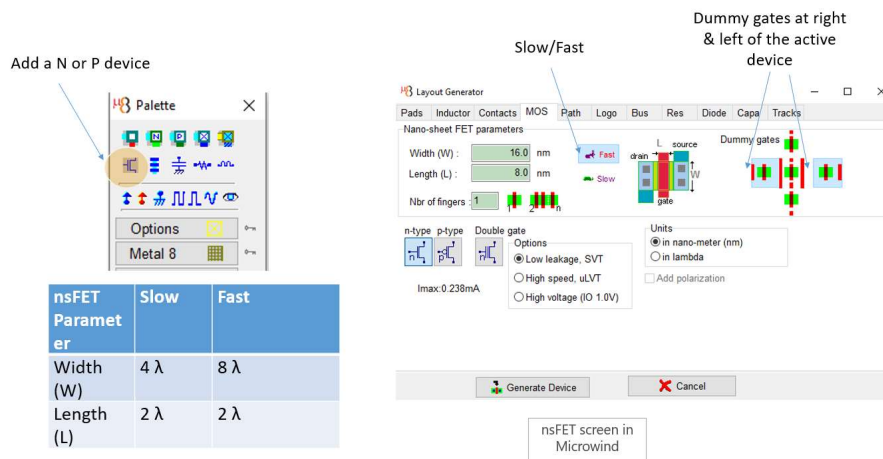 Dummy gates at right
& left of the active
device
Slow/Fast
Add a N or P device
Palette
Options
Metal 8
nsFET Paramet er Slow Fast
Width (W) 4 λ 8 λ
Length (L) 2 λ 2 λ
Layout Generator
Pads Inductor Contacts MOS Path Logo Bus Res Diode Capa Tracks
Nano-sheet FET parameters
Width (W) : 16.0 nm
Length (L) : 8.0 nm
Nbr of fingers : 1
1 2 n
Fast
Slow
L
drain source
W
gate
Dummy gates
n-type p-type Double gate
n p n
Imax:0.238mA
Options
Low leakage, SVT
High speed, uLVT
High voltage (IO 1.0V)
Units
in nano-meter (nm)
in lambda
Add polarization
Generate Device
Cancel
nsFET screen in
Microwind